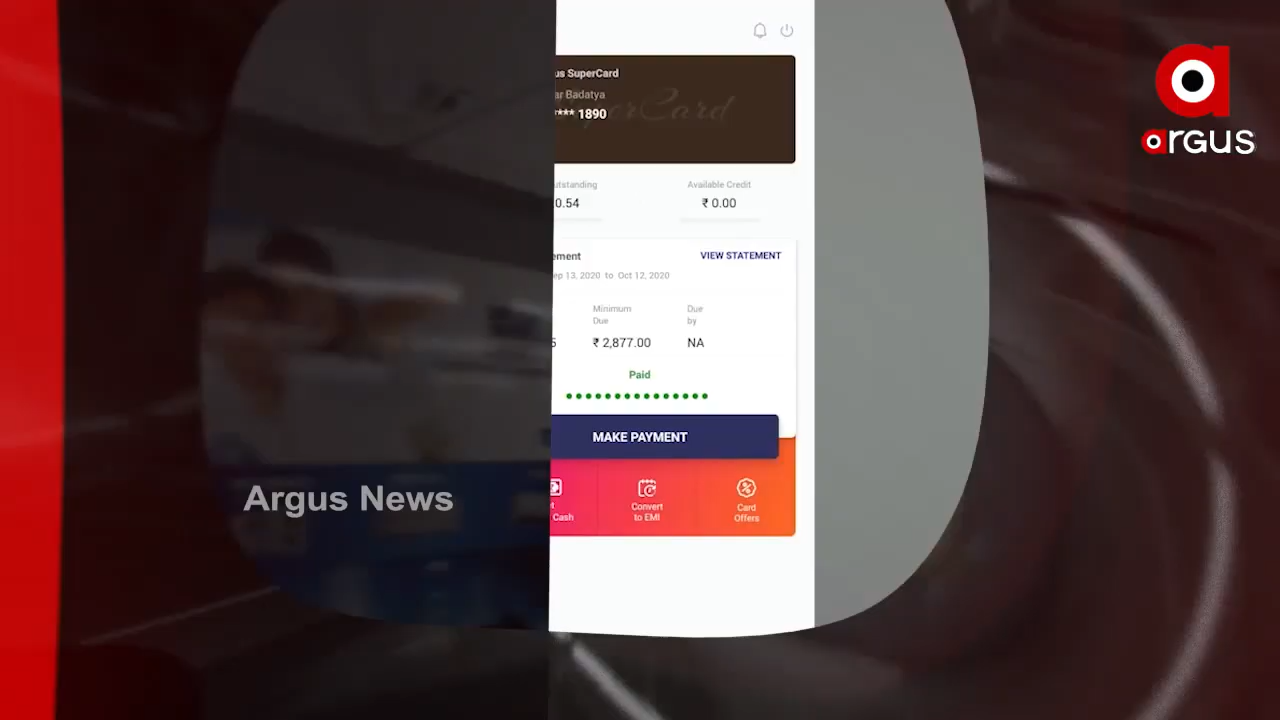 argus
us SuperCard
ar Badatya
**** 1890
SuperCard
utstanding
Available Credit
0.54
₹ 0.00
ement
VIEW STATEMENT
ep 13, 2020 to Oct 12, 2020
Minimum
Due
Due
by
5
₹ 2,877.00
NA
Paid
MAKE PAYMENT
t
Cash
Convert
to EMI
Card
Offers
Argus News